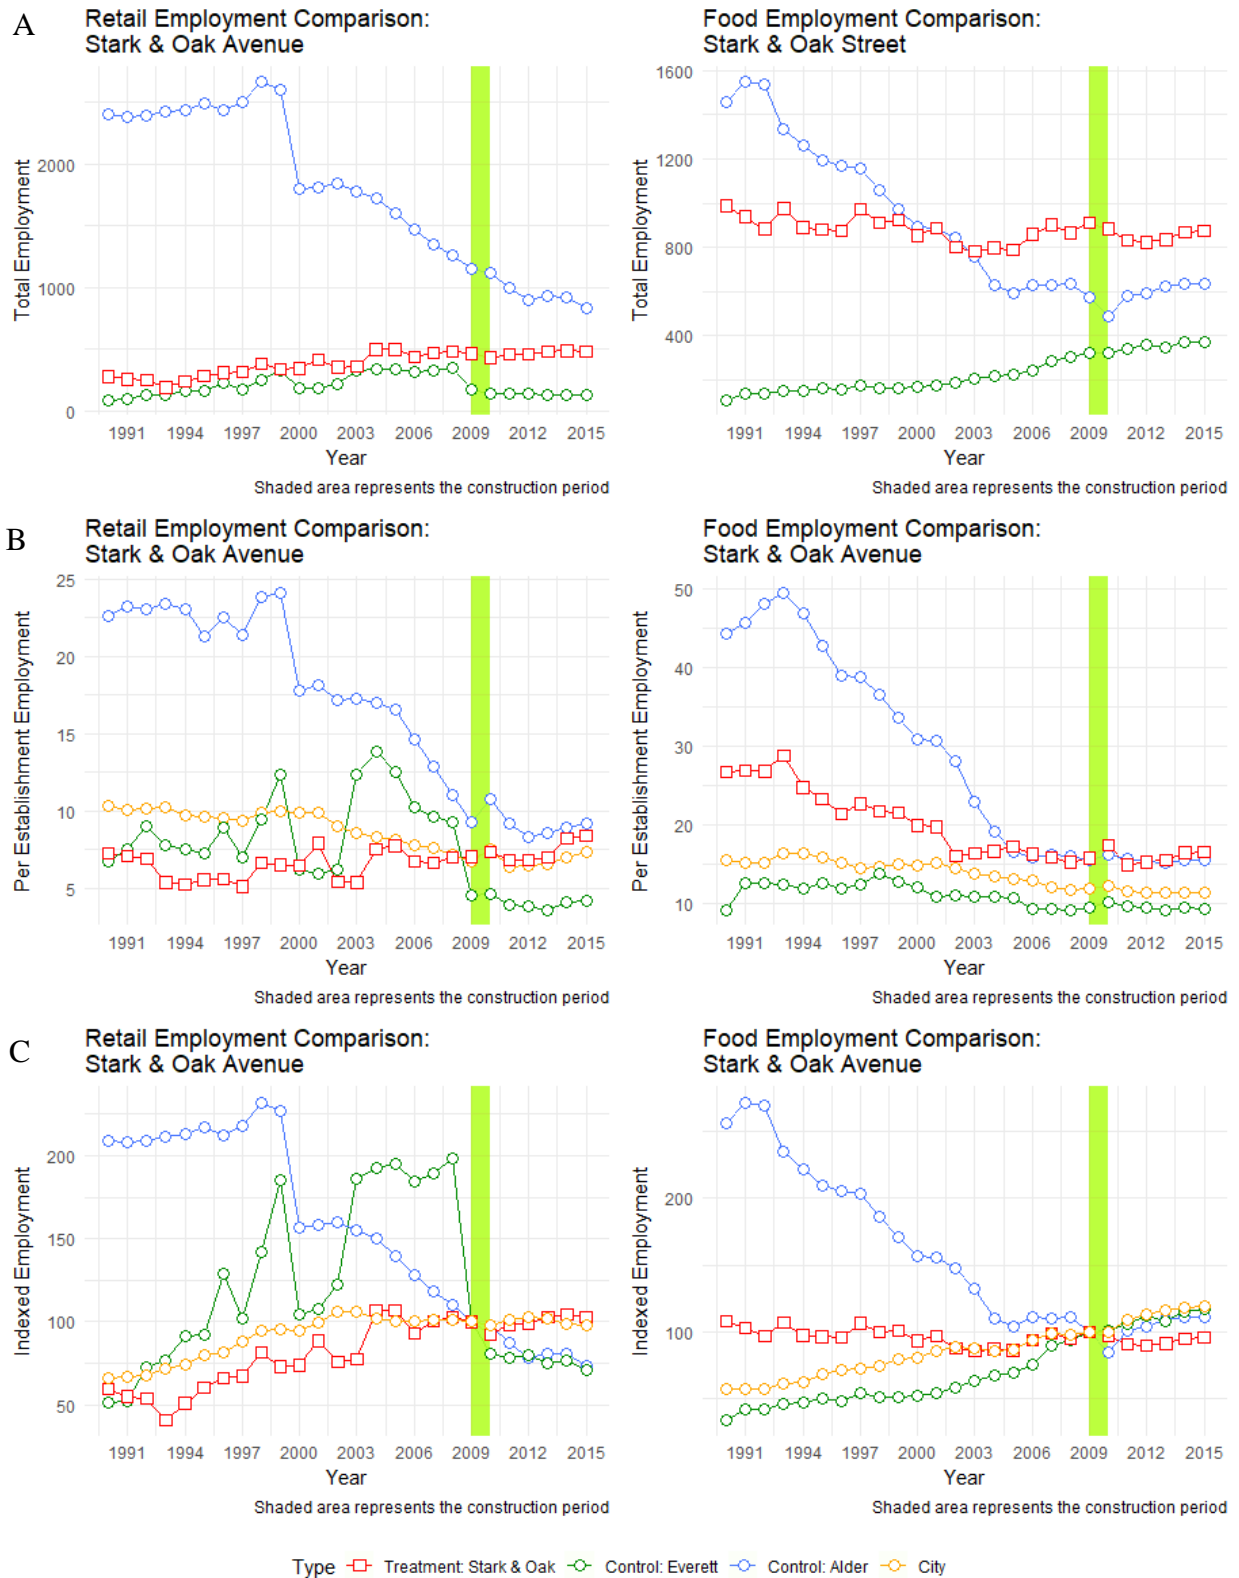 A
Retail Employment Comparison:
Stark & Oak Avenue
Total Employment
2000
1000
0
1991 1994 1997 2000 2003 2006 2009 2012 2015
Year
Shaded area represents the construction period
Food Employment Comparison:
Stark & Oak Street
Total Employment
1600
1200
800
400
1991 1994 1997 2000 2003 2006 2009 2012 2015
Year
Shaded area represents the construction period
B
Retail Employment Comparison:
Stark & Oak Avenue
Per Establishment Employment
25
20
15
10
5
1991 1994 1997 2000 2003 2006 2009 2012 2015
Year
Shaded area represents the construction period
Food Employment Comparison:
Stark & Oak Avenue
Per Establishment Employment
50
40
30
20
10
1991 1994 1997 2000 2003 2006 2009 2012 2015
Year
Shaded area represents the construction period
C
Retail Employment Comparison:
Stark & Oak Avenue
Indexed Employment
200
150
100
50
1991 1994 1997 2000 2003 2006 2009 2012 2015
Year
Shaded area represents the construction period
Food Employment Comparison:
Stark & Oak Avenue
Indexed Employment
200
100
1991 1994 1997 2000 2003 2006 2009 2012 2015
Year
Shaded area represents the construction period
Type Treatment: Stark & Oak Control: Everett Control: Alder City